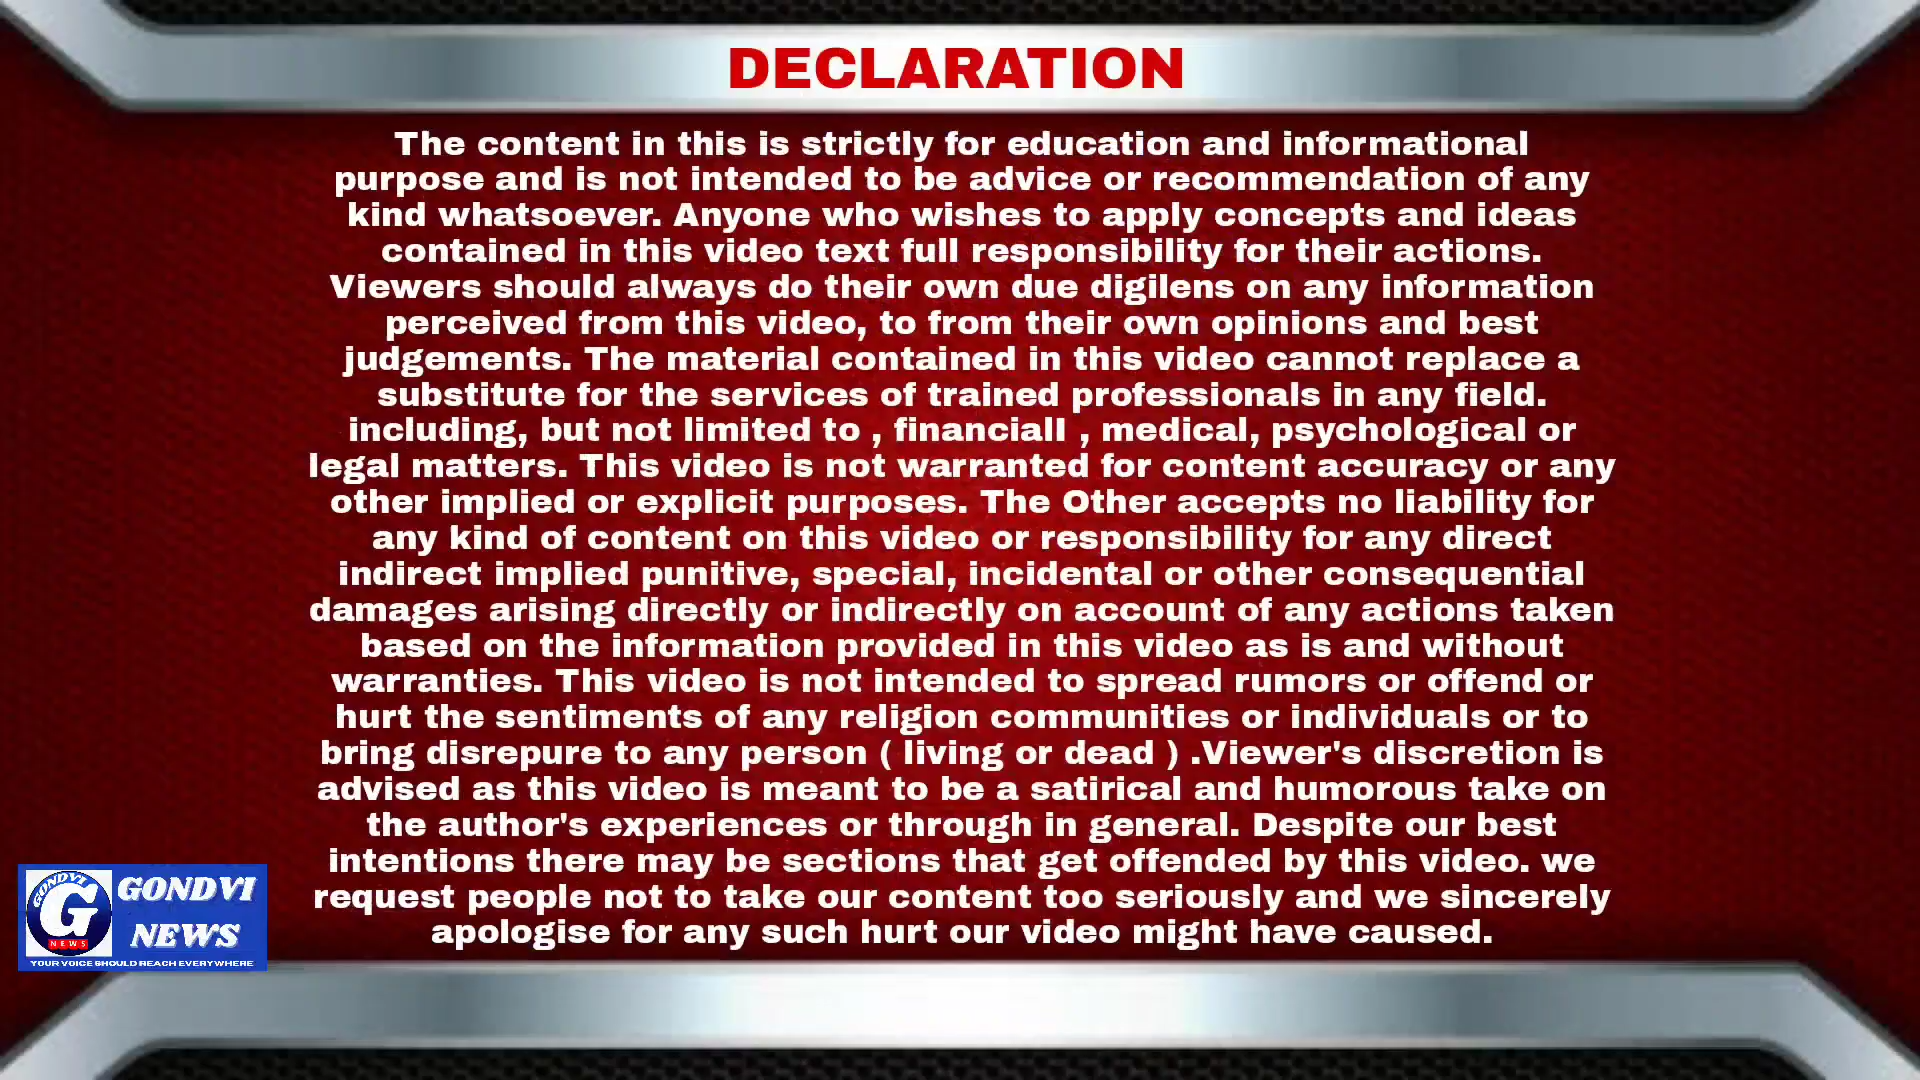 DECLARATION
The content in this is strictly for education and informational
purpose and is not intended to be advice or recommendation of any
kind whatsoever. Anyone who wishes to apply concepts and ideas
contained in this video text full responsibility for their actions.
Viewers should always do their own due digilens on any information
perceived from this video, to from their own opinions and best
judgements. The material contained in this video cannot replace a
substitute for the services of trained professionals in any field.
including, but not limited to , financiall , medical, psychological or
legal matters. This video is not warranted for content accuracy or any
other implied or explicit purposes. The Other accepts no liability for
any kind of content on this video or responsibility for any direct
indirect implied punitive, special, incidental or other consequential
damages arising directly or indirectly on account of any actions taken
based on the information provided in this video as is and without
warranties. This video is not intended to spread rumors or offend or
hurt the sentiments of any religion communities or individuals or to
bring disrepure to any person ( living or dead ) .Viewer's discretion is
advised as this video is meant to be a satirical and humorous take on
the author's experiences or through in general. Despite our best
intentions there may be sections that get offended by this video. we
request people not to take our content too seriously and we sincerely
apologise for any such hurt our video might have caused.
GONDVI
G
NEWS
GONDVI
NEWS
YOUR VOICE SHOULD REACH EVERYWHERE